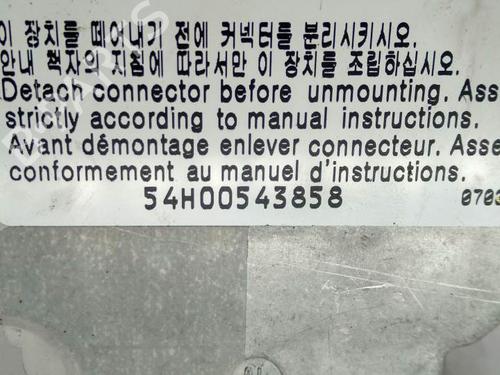 이 장치를 떼어내기 전에 커넥터를 분리시키시오.
안내 책자의 지침에 따라서만 이 장치를 조립하십시오.
Detach connector before unmounting. Asse
strictly according to manual instructions.
Avant démontage enlever connecteur. Asse
conformement au manuel d'instructions.
54H00543858 0703